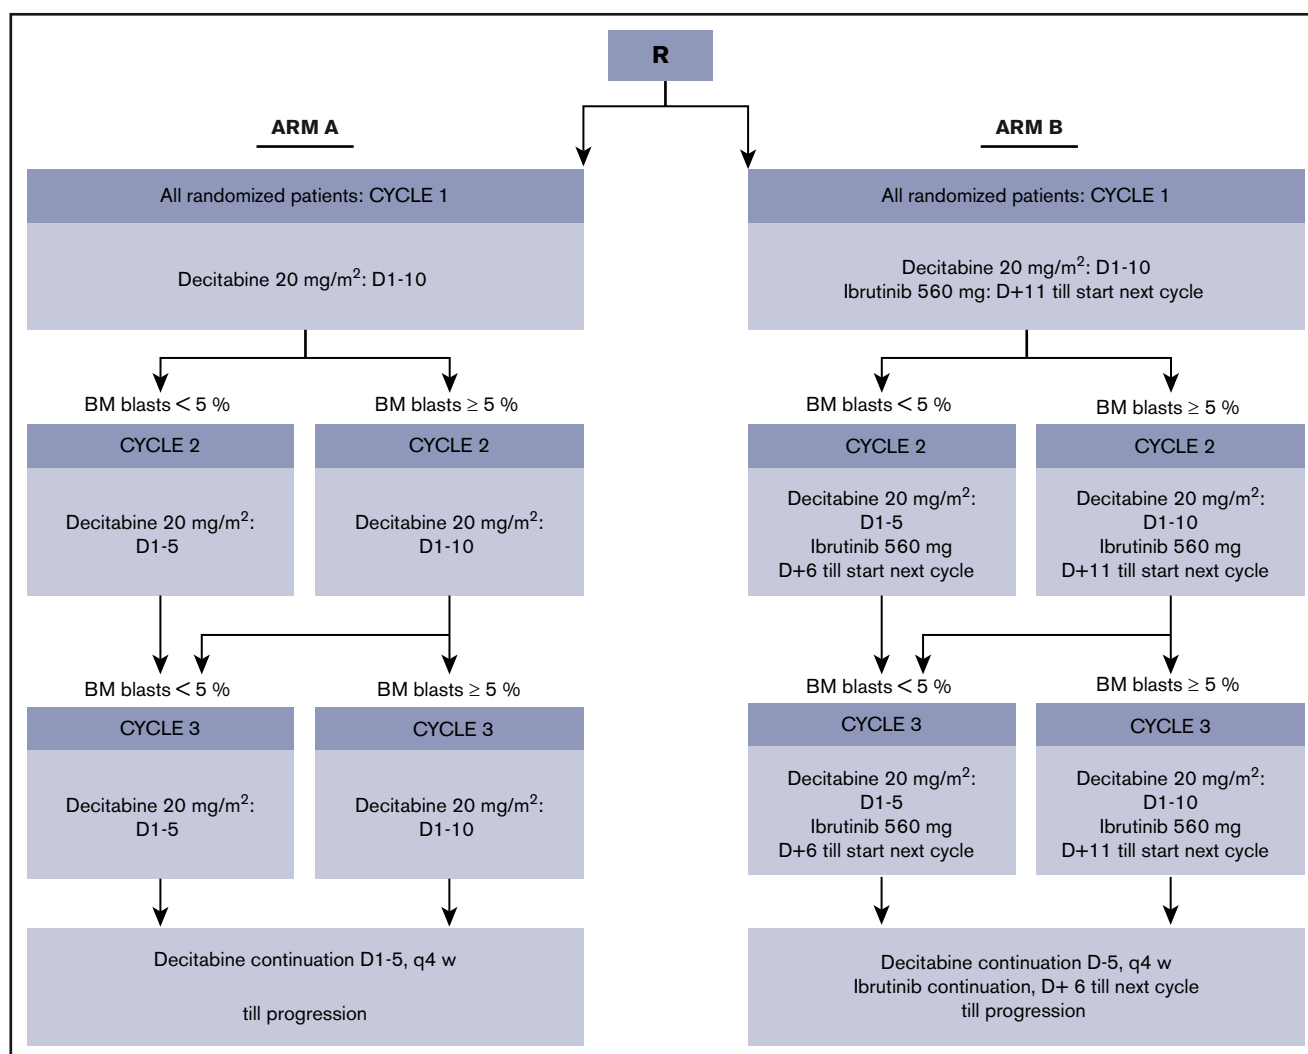 R
ARM A
All randomized patients: CYCLE 1
Decitabine 20 mg/m²: D1-10
BM blasts < 5 %
BM blasts ≥ 5 %
CYCLE 2
Decitabine 20 mg/m²:
D1-5
CYCLE 2
Decitabine 20 mg/m²:
D1-10
BM blasts < 5 %
BM blasts ≥ 5 %
CYCLE 3
Decitabine 20 mg/m²:
D1-5
CYCLE 3
Decitabine 20 mg/m²:
D1-10
Decitabine continuation D1-5, q4 w
till progression
ARM B
All randomized patients: CYCLE 1
Decitabine 20 mg/m²: D1-10
Ibrutinib 560 mg: D+11 till start next cycle
BM blasts < 5 %
BM blasts ≥ 5 %
CYCLE 2
Decitabine 20 mg/m²:
D1-5
Ibrutinib 560 mg
D+6 till start next cycle
CYCLE 2
Decitabine 20 mg/m²:
D1-10
Ibrutinib 560 mg
D+11 till start next cycle
BM blasts < 5 %
BM blasts ≥ 5 %
CYCLE 3
Decitabine 20 mg/m²:
D1-5
Ibrutinib 560 mg
D+6 till start next cycle
CYCLE 3
Decitabine 20 mg/m²:
D1-10
Ibrutinib 560 mg
D+11 till start next cycle
Decitabine continuation D-5, q4 w
Ibrutinib continuation, D+ 6 till next cycle
till progression